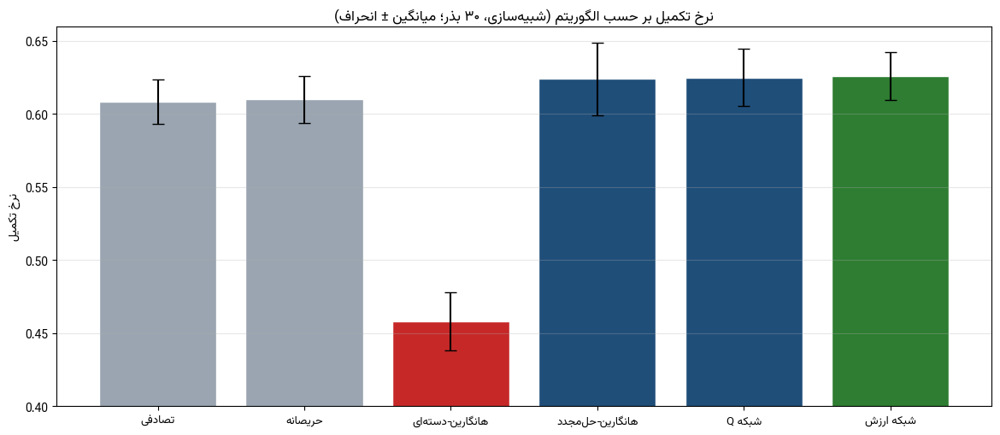 نرخ تکمیل بر حسب الگوریتم (شبیه‌سازی، ۳۰ بذر؛ میانگین ± انحراف)
نرخ تکمیل
0.65
0.60
0.55
0.50
0.45
0.40
تصادفی
حریصانه
هانگارین-دسته‌ای
هانگارین-حل‌مجدد
شبکه Q
شبکه ارزش